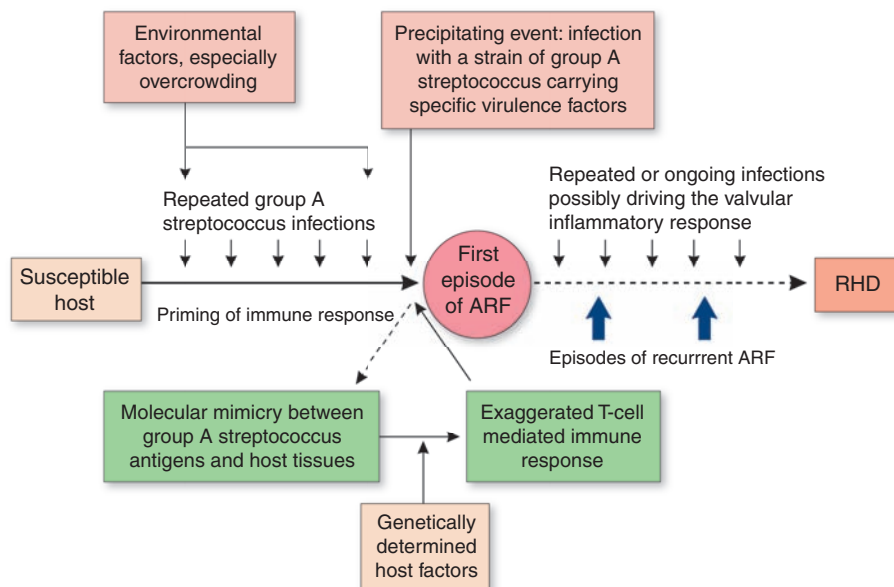 Environmental
factors, especially
overcrowding
Precipitating event: infection
with a strain of group A
streptococcus carrying
specific virulence factors
Repeated group A
streptococcus infections
Repeated or ongoing infections
possibly driving the valvular
inflammatory response
Susceptible
host
First
episode
of ARF
RHD
Priming of immune response
Episodes of recurrrent ARF
Molecular mimicry between
group A streptococcus
antigens and host tissues
Exaggerated T-cell
mediated immune
response
Genetically
determined
host factors